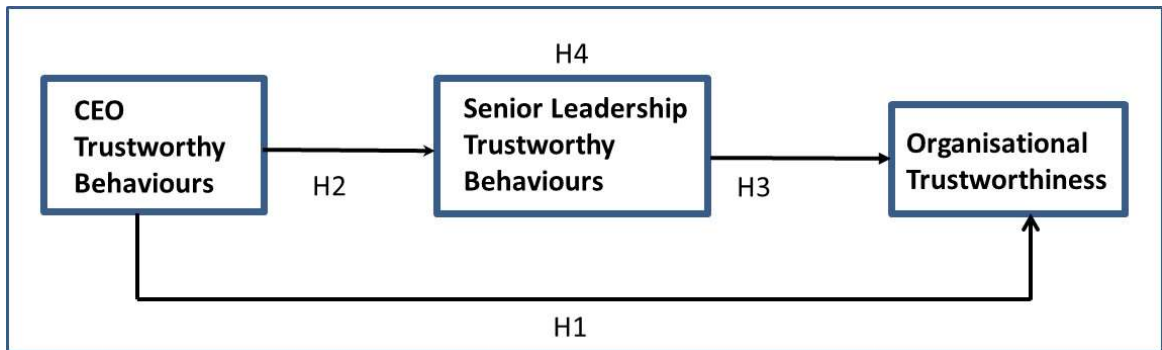 H4
CEO
Trustworthy
Behaviours
H2
Senior Leadership
Trustworthy
Behaviours
H3
Organisational
Trustworthiness
H1